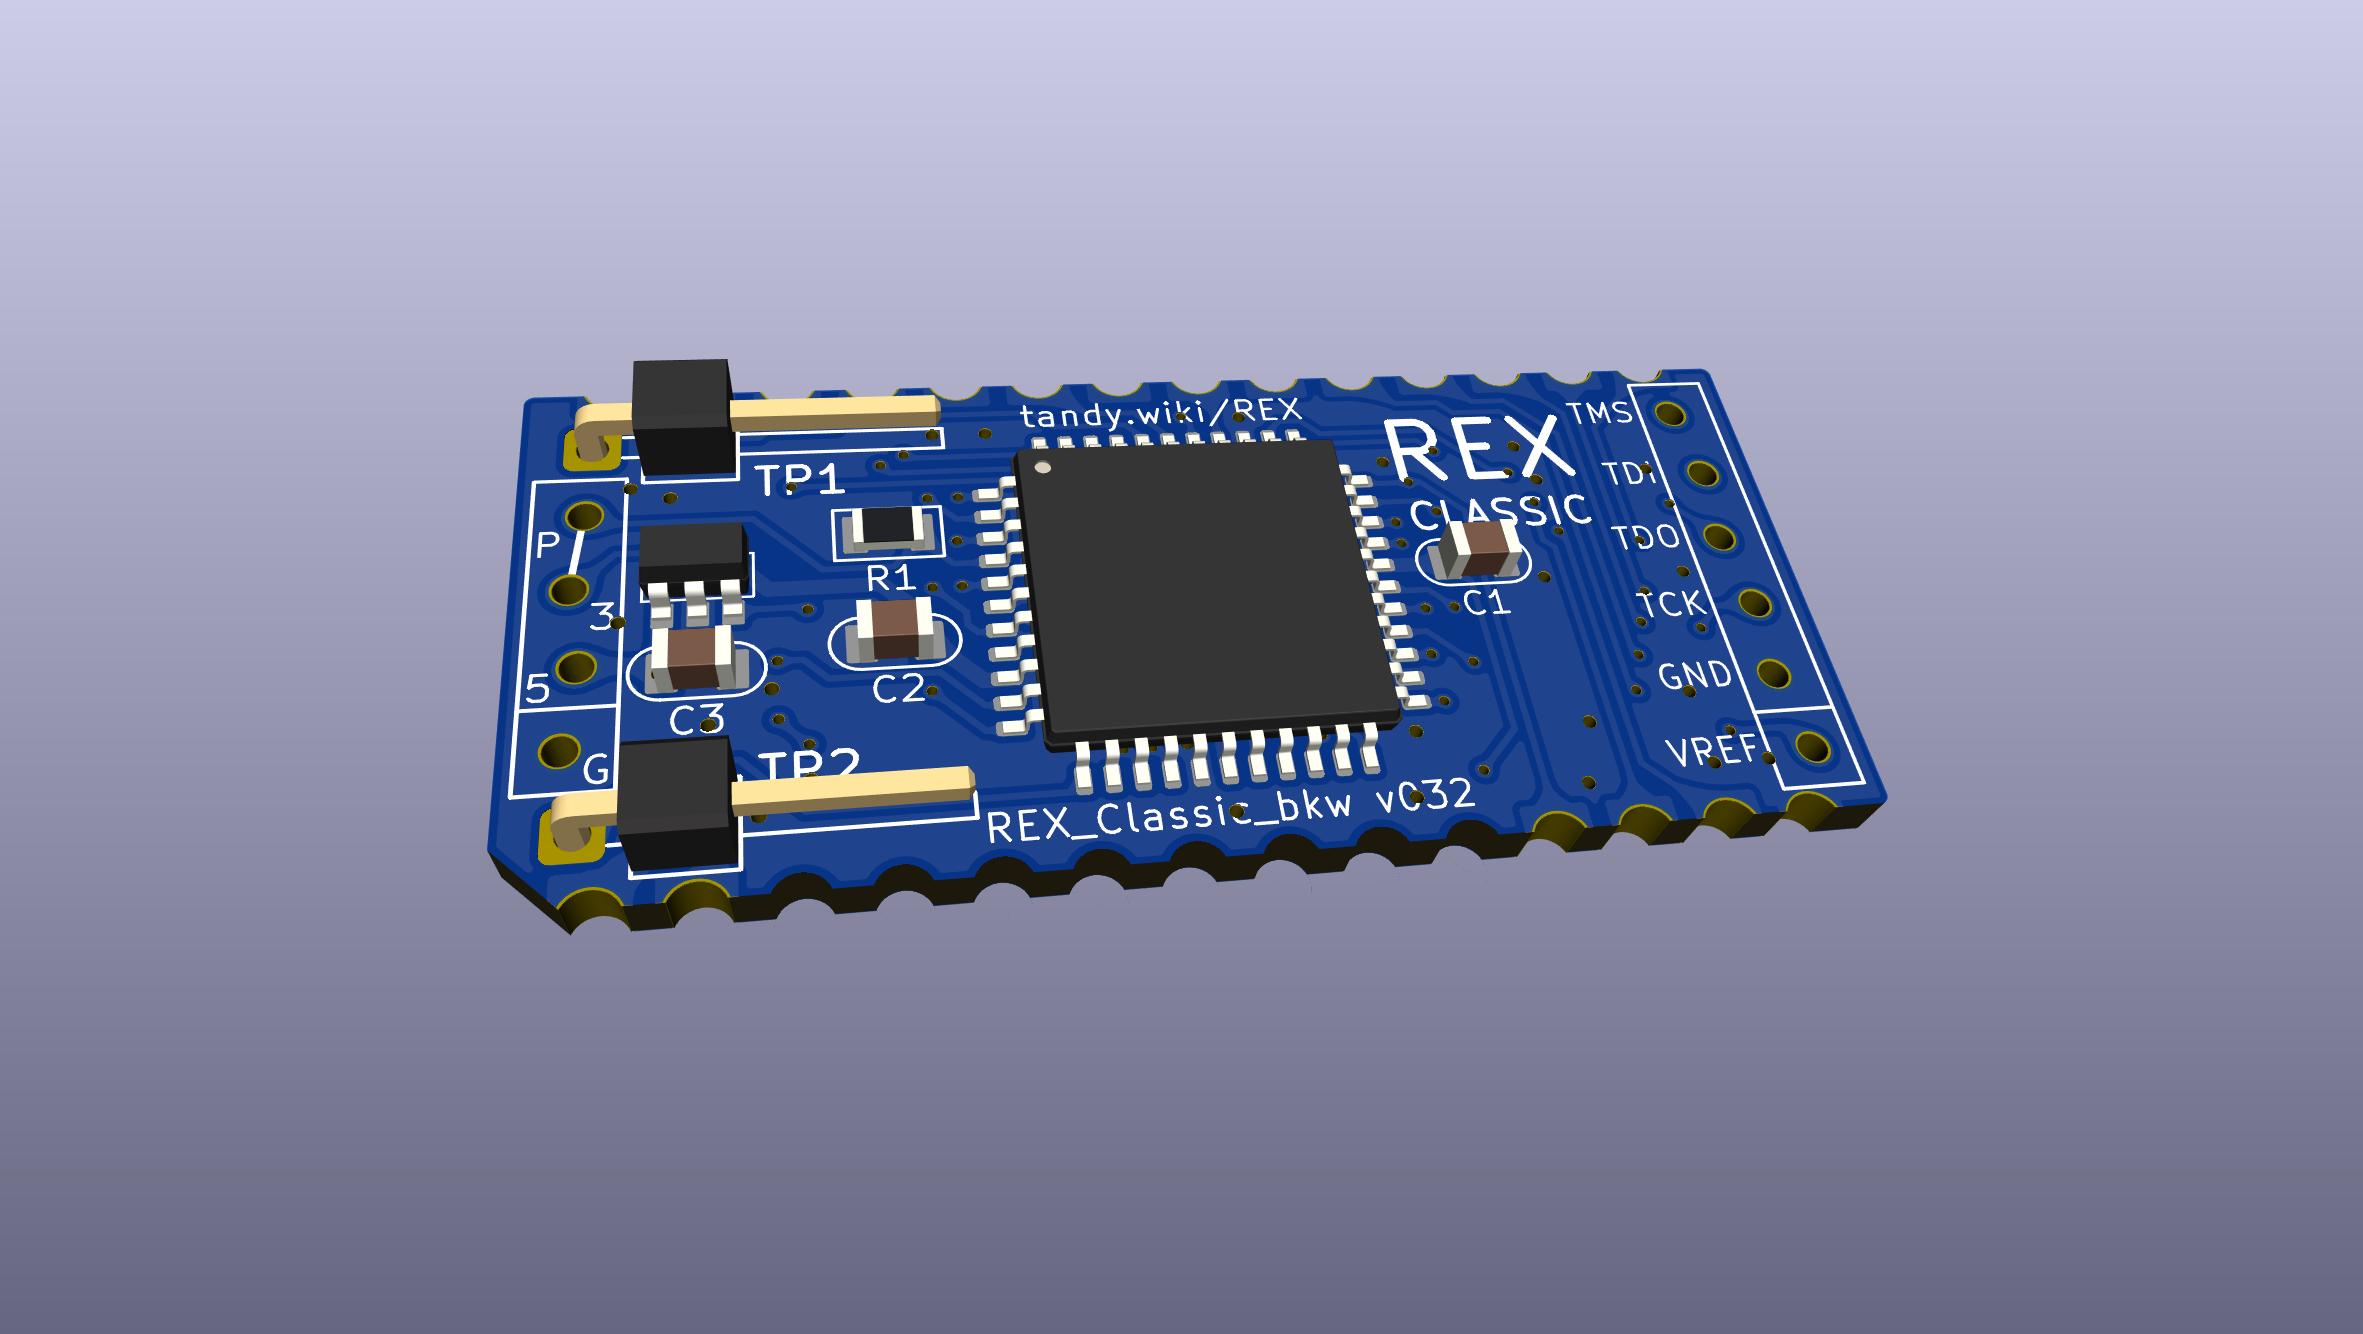 tandy.wiki/REX
REX
CLASSIC
TMS
TDI
TDO
TCK
GND
VREF
TP1
R1
P
3
5
G
C1
C2
C3
TP2
REX_Classic_bkw v032